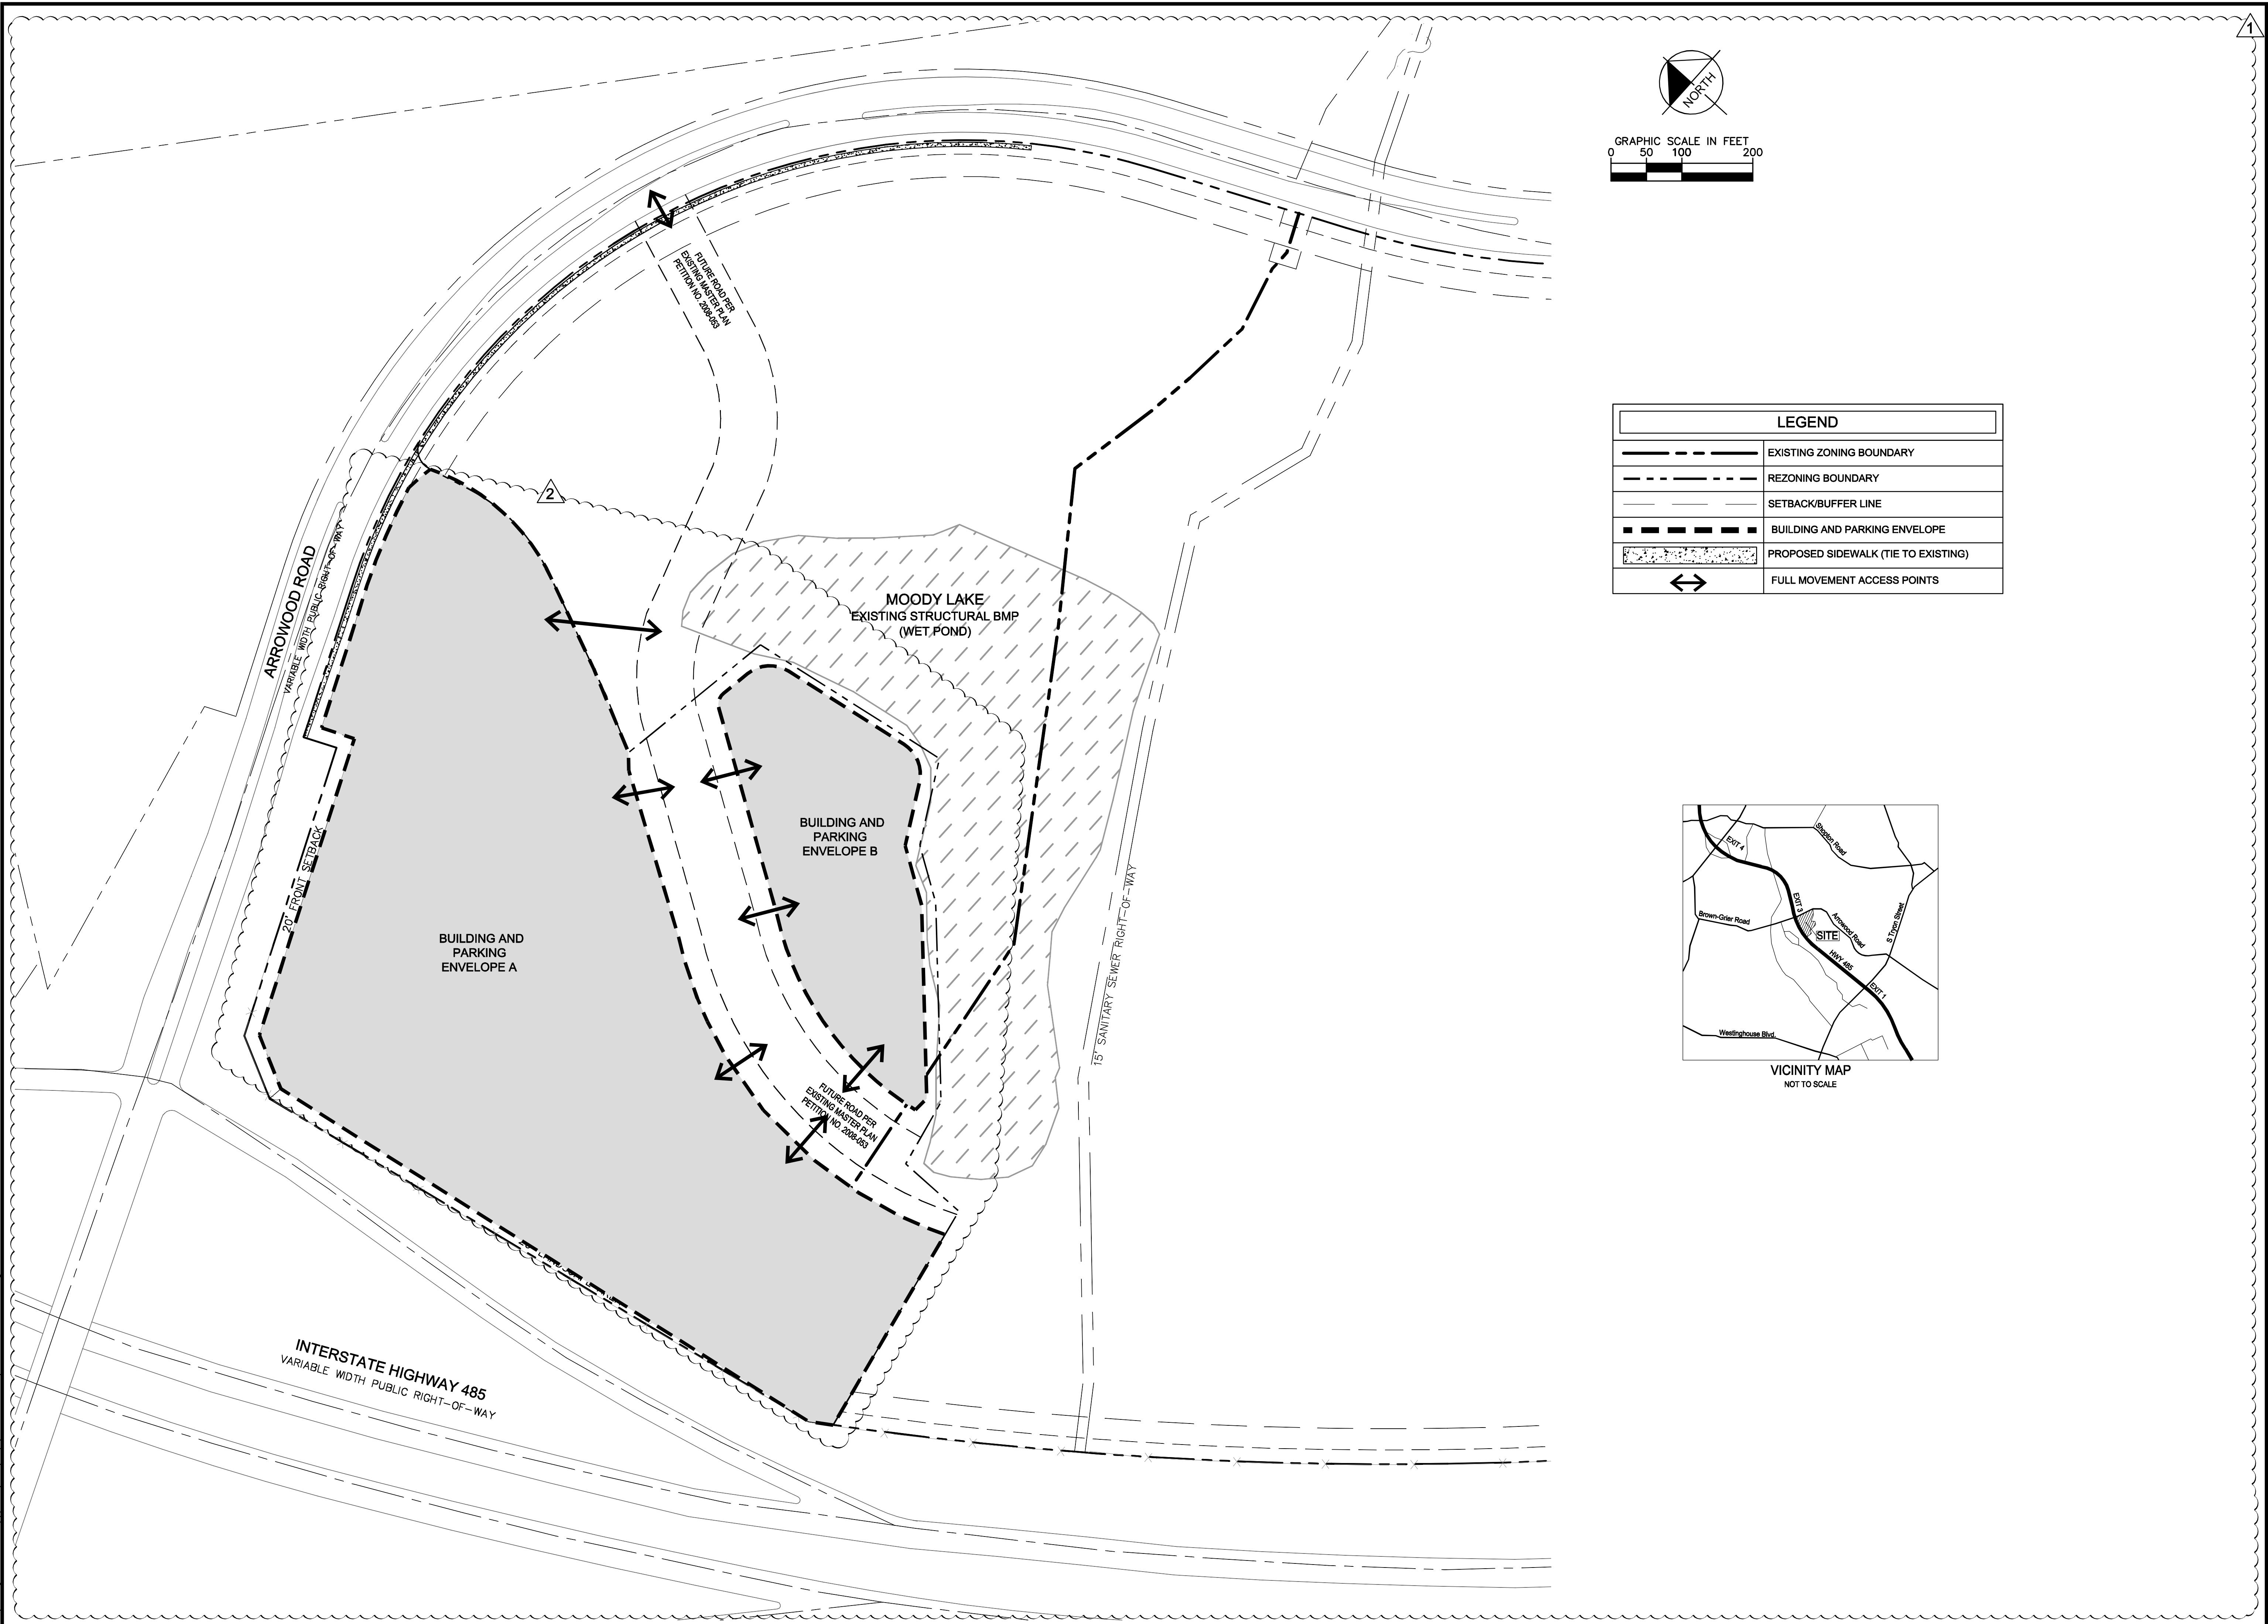 1
NORTH
GRAPHIC SCALE IN FEET
0 50 100 200
FUTURE ROAD PER
EXISTING MASTER PLAN
PETITION NO. 2008-053
LEGEND
EXISTING ZONING BOUNDARY
REZONING BOUNDARY
SETBACK/BUFFER LINE
BUILDING AND PARKING ENVELOPE
PROPOSED SIDEWALK (TIE TO EXISTING)
FULL MOVEMENT ACCESS POINTS
2
ARROWOOD ROAD
VARIABLE WIDTH PUBLIC RIGHT-OF-WAY
MOODY LAKE
EXISTING STRUCTURAL BMP
(WET POND)
BUILDING AND
PARKING
ENVELOPE B
20' FRONT SETBACK
BUILDING AND
PARKING
ENVELOPE A
15' SANITARY SEWER RIGHT-OF-WAY
FUTURE ROAD PER
EXISTING MASTER PLAN
PETITION NO. 2008-053
EXIT 4
Shopton Road
EXIT 3
Brown-Grier Road
Arrowood Road
S Tryon Street
SITE
HWY 485
EXIT 1
Westinghouse Blvd.
VICINITY MAP
NOT TO SCALE
INTERSTATE HIGHWAY 485
VARIABLE WIDTH PUBLIC RIGHT-OF-WAY